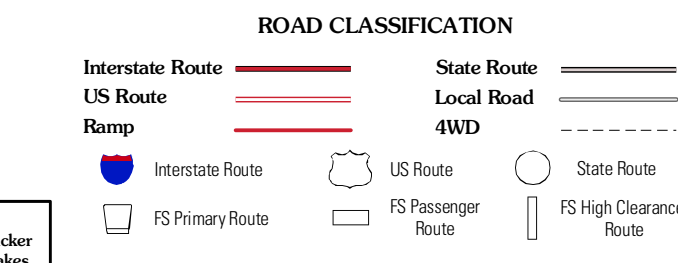 ROAD CLASSIFICATION
Interstate Route
State Route
US Route
Local Road
Ramp
4WD
Interstate Route
US Route
State Route
FS Primary Route
FS Passenger
Route
FS High Clearance
Route